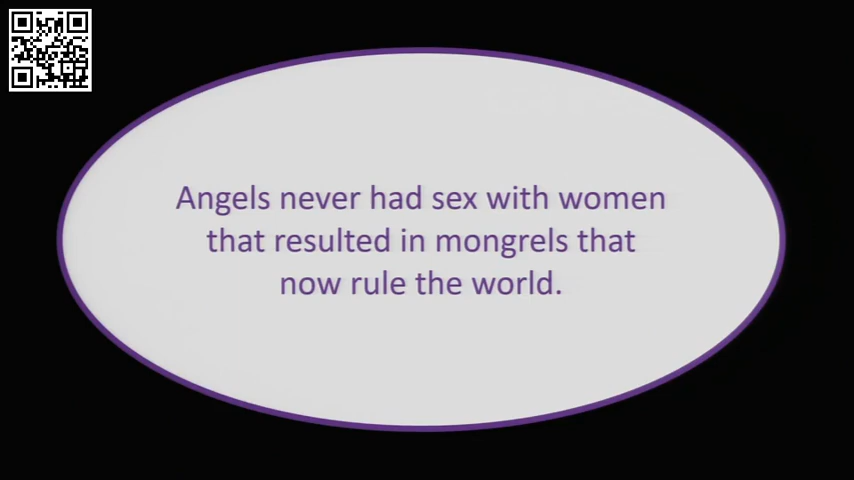 Angels never had sex with women
that resulted in mongrels that
now rule the world.